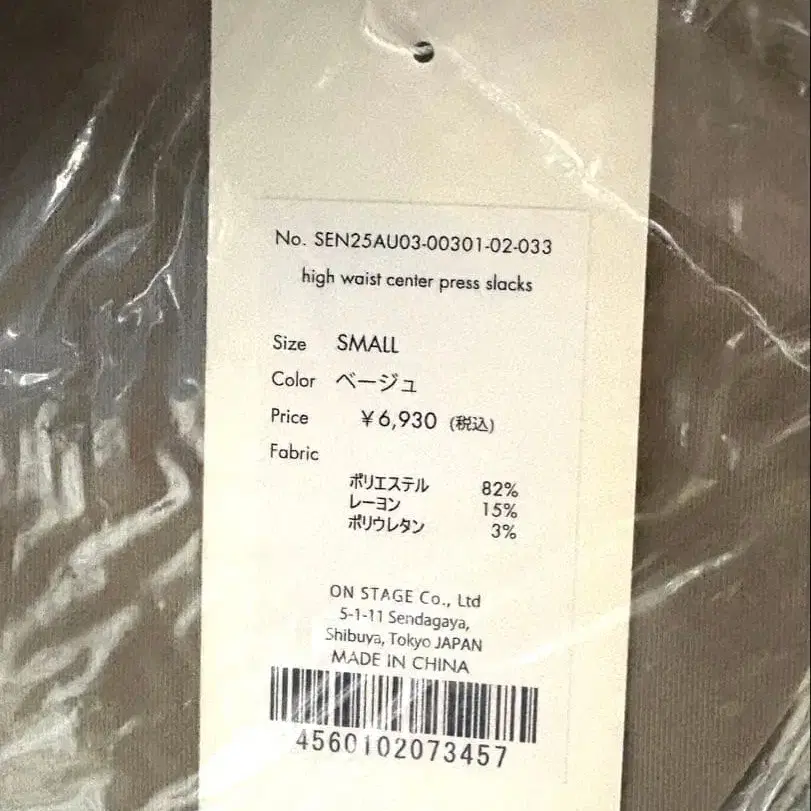 No. SEN25AU03-00301-02-033
high waist center press slacks
Size SMALL
Color ベージュ
Price ¥6,930 (税込)
Fabric
ポリエステル 82%
レーヨン 15%
ポリウレタン 3%
ON STAGE Co., Ltd
5-1-11 Sendagaya,
Shibuya, Tokyo JAPAN
MADE IN CHINA
4560102073457